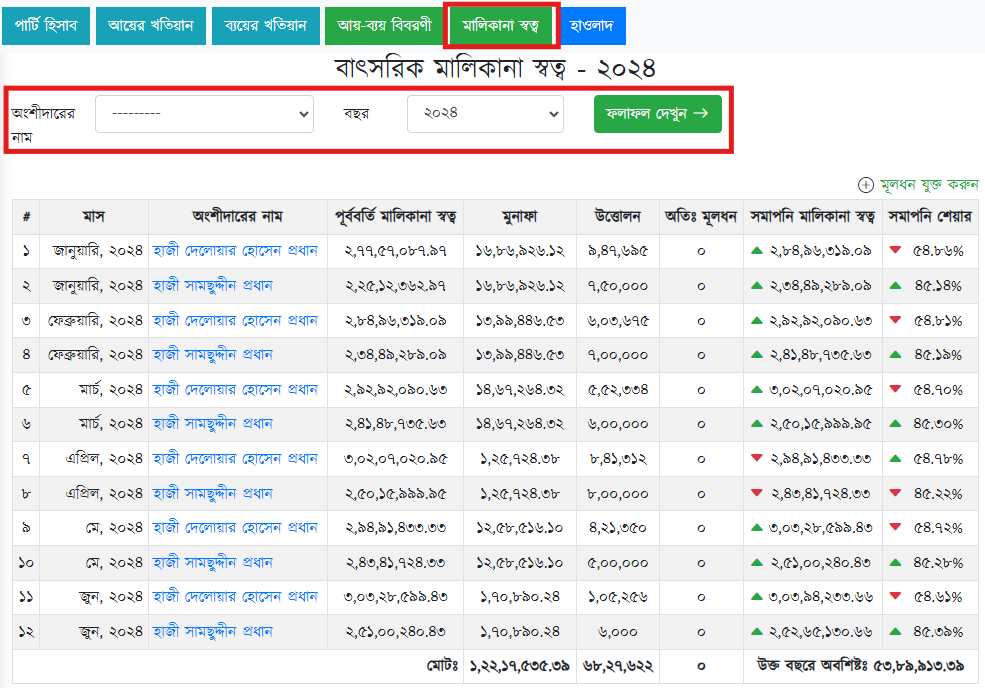 পার্টি হিসাব আয়ের খতিয়ান ব্যয়ের খতিয়ান আয়-ব্যয় বিবরণী মালিকানা স্বত্ব হাওলাদ
বাৎসরিক মালিকানা স্বত্ব - ২০২৪
অংশীদারের নাম --------- বছর ২০২৪ ফলাফল দেখুন →
মূলধন যুক্ত করুন
# মাস অংশীদারের নাম পূর্ববর্তি মালিকানা স্বত্ব মুনাফা উত্তোলন অতিঃ মূলধন সমাপনি মালিকানা স্বত্ব সমাপনি শেয়ার
১ জানুয়ারি, ২০২৪ হাজী দেলোয়ার হোসেন প্রধান ২,৭৭,৫৭,০৮৭.৯৭ ১৬,৮৬,৯২৬.১২ ৯,৪৭,৬৯৫ ০ ▲ ২,৮৪,৯৬,৩১৯.০৯ ▼ ৫৪.৮৬%
২ জানুয়ারি, ২০২৪ হাজী সামছুদ্দীন প্রধান ২,২৫,১২,৩৬২.৯৭ ১৬,৮৬,৯২৬.১২ ৭,৫০,০০০ ০ ▲ ২,৩৪,৪৯,২৮৯.০৯ ▲ ৪৫.১৪%
৩ ফেব্রুয়ারি, ২০২৪ হাজী দেলোয়ার হোসেন প্রধান ২,৮৪,৯৬,৩১৯.০৯ ১৩,৯৯,৪৪৬.৫৩ ৬,০৩,৬৭৫ ০ ▲ ২,৯২,৯২,০৯০.৬৩ ▼ ৫৪.৮১%
৪ ফেব্রুয়ারি, ২০২৪ হাজী সামছুদ্দীন প্রধান ২,৩৪,৪৯,২৮৯.০৯ ১৩,৯৯,৪৪৬.৫৩ ৭,০০,০০০ ০ ▲ ২,৪১,৪৮,৭৩৫.৬৩ ▲ ৪৫.১৯%
৫ মার্চ, ২০২৪ হাজী দেলোয়ার হোসেন প্রধান ২,৯২,৯২,০৯০.৬৩ ১৪,৬৭,২৬৪.৩২ ৫,৫২,৩৩৪ ০ ▲ ৩,০২,০৭,০২০.৯৫ ▼ ৫৪.৭০%
৬ মার্চ, ২০২৪ হাজী সামছুদ্দীন প্রধান ২,৪১,৪৮,৭৩৫.৬৩ ১৪,৬৭,২৬৪.৩২ ৬,০০,০০০ ০ ▲ ২,৫০,১৫,৯৯৯.৯৫ ▲ ৪৫.৩০%
৭ এপ্রিল, ২০২৪ হাজী দেলোয়ার হোসেন প্রধান ৩,০২,০৭,০২০.৯৫ ১,২৫,৭২৪.৩৮ ৮,৪১,৩১২ ০ ▼ ২,৯৪,৯১,৪৩৩.৩৩ ▲ ৫৪.৭৮%
৮ এপ্রিল, ২০২৪ হাজী সামছুদ্দীন প্রধান ২,৫০,১৫,৯৯৯.৯৫ ১,২৫,৭২৪.৩৮ ৮,০০,০০০ ০ ▼ ২,৪৩,৪১,৭২৪.৩৩ ▼ ৪৫.২২%
৯ মে, ২০২৪ হাজী দেলোয়ার হোসেন প্রধান ২,৯৪,৯১,৪৩৩.৩৩ ১২,৫৮,৫১৬.১০ ৪,২১,৩৫০ ০ ▲ ৩,০৩,২৮,৫৯৯.৪৩ ▼ ৫৪.৭২%
১০ মে, ২০২৪ হাজী সামছুদ্দীন প্রধান ২,৪৩,৪১,৭২৪.৩৩ ১২,৫৮,৫১৬.১০ ৫,০০,০০০ ০ ▲ ২,৫১,০০,২৪০.৪৩ ▲ ৪৫.২৮%
১১ জুন, ২০২৪ হাজী দেলোয়ার হোসেন প্রধান ৩,০৩,২৮,৫৯৯.৪৩ ১,৭০,৮৯০.২৪ ১,০৫,২৫৬ ০ ▲ ৩,০৩,৯৪,২৩৩.৬৬ ▼ ৫৪.৬১%
১২ জুন, ২০২৪ হাজী সামছুদ্দীন প্রধান ২,৫১,০০,২৪০.৪৩ ১,৭০,৮৯০.২৪ ৬,০০০ ০ ▲ ২,৫২,৬৫,১৩০.৬৬ ▲ ৪৫.৩৯%
মোটঃ ১,২২,১৭,৫৩৫.৩৯ ৬৮,২৭,৬২২ ০ উক্ত বছরে অবশিষ্টঃ ৫৩,৮৯,৯১৩.৩৯